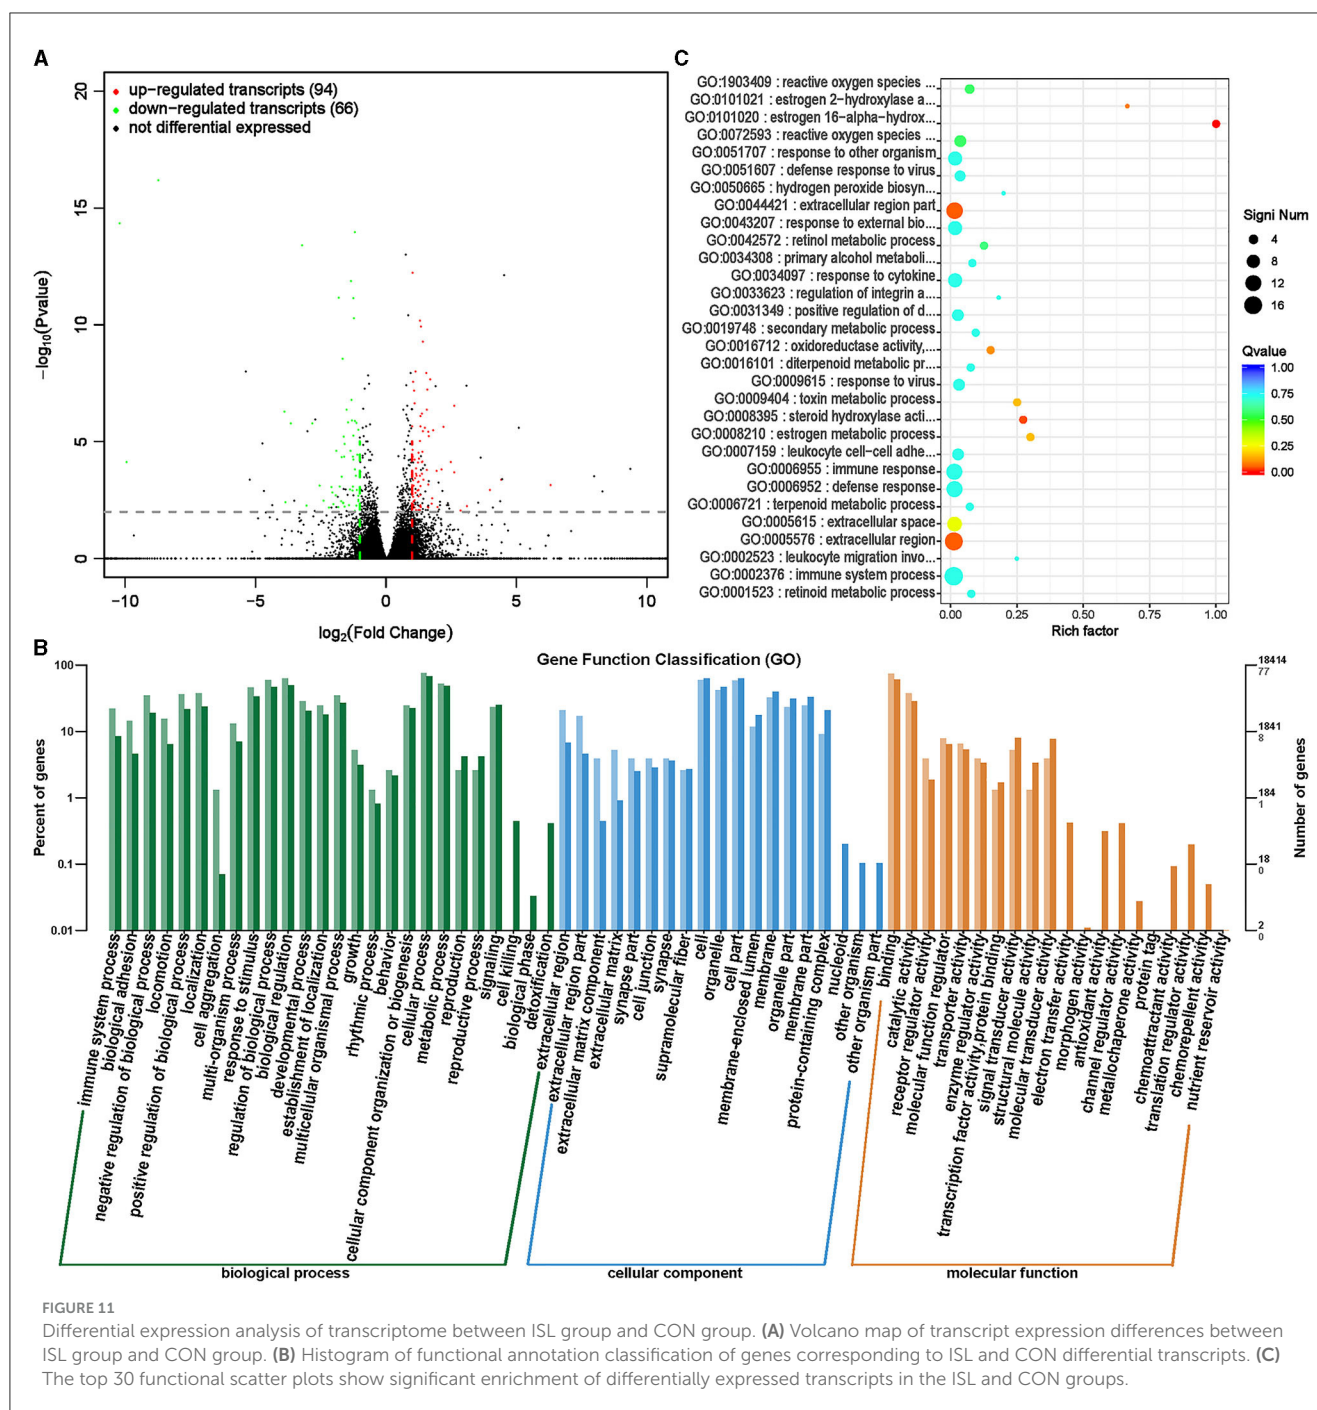 A
up-regulated transcripts (94)
down-regulated transcripts (66)
not differential expressed
20
15
10
5
0
-log10(Pvalue)
-10
-5
0
5
10
log2(Fold Change)
C
GO:1903409 : reactive oxygen species ...
GO:0101021 : estrogen 2-hydroxylase a...
GO:0101020 : estrogen 16-alpha-hydrox...
GO:0072593 : reactive oxygen species ...
GO:0051707 : response to other organism
GO:0051607 : defense response to virus
GO:0050665 : hydrogen peroxide biosyn...
GO:0044421 : extracellular region part
GO:0043207 : response to external bio...
GO:0042572 : retinol metabolic process
GO:0034308 : primary alcohol metaboli...
GO:0034097 : response to cytokine
GO:0033623 : regulation of integrin a...
GO:0031349 : positive regulation of d...
GO:0019748 : secondary metabolic process
GO:0016712 : oxidoreductase activity,...
GO:0016101 : diterpenoid metabolic pr...
GO:0009615 : response to virus
GO:0009404 : toxin metabolic process
GO:0008395 : steroid hydroxylase acti...
GO:0008210 : estrogen metabolic process
GO:0007159 : leukocyte cell-cell adhe...
GO:0006955 : immune response
GO:0006952 : defense response
GO:0006721 : terpenoid metabolic process
GO:0005615 : extracellular space
GO:0005576 : extracellular region
GO:0002523 : leukocyte migration invo...
GO:0002376 : immune system process
GO:0001523 : retinoid metabolic process
0.00
0.25
0.50
0.75
1.00
Rich factor
Signi Num
4
8
12
16
Qvalue
1.00
0.75
0.50
0.25
0.00
B
Gene Function Classification (GO)
100
10
1
0.1
0.01
Percent of genes
18414
77
1841
8
184
1
18
0
2
0
Number of genes
immune system process
biological adhesion
negative regulation of biological process
locomotion
positive regulation of biological process
localization
cell aggregation
multi-organism process
response to stimulus
regulation of biological process
biological regulation
developmental process
establishment of localization
multicellular organismal process
growth
rhythmic process
behavior
cellular component organization or biogenesis
cellular process
metabolic process
reproduction
reproductive process
signaling
cell killing
biological phase
detoxification
extracellular region
extracellular region part
extracellular matrix component
extracellular matrix
synapse part
cell junction
synapse
supramolecular fiber
cell
organelle
cell part
membrane-enclosed lumen
membrane
organelle part
membrane part
protein-containing complex
nucleoid
other organism
other organism part
binding
catalytic activity
receptor regulator activity
molecular function regulator
transporter activity
enzyme regulator activity
transcription factor activity,protein binding
signal transducer activity
structural molecule activity
molecular transducer activity
electron transfer activity
morphogen activity
antioxidant activity
channel regulator activity
metallochaperone activity
protein tag
chemoattractant activity
translation regulator activity
chemorepellent activity
nutrient reservoir activity
biological process
cellular component
molecular function
FIGURE 11
Differential expression analysis of transcriptome between ISL group and CON group. (A) Volcano map of transcript expression differences between
ISL group and CON group. (B) Histogram of functional annotation classification of genes corresponding to ISL and CON differential transcripts. (C)
The top 30 functional scatter plots show significant enrichment of differentially expressed transcripts in the ISL and CON groups.